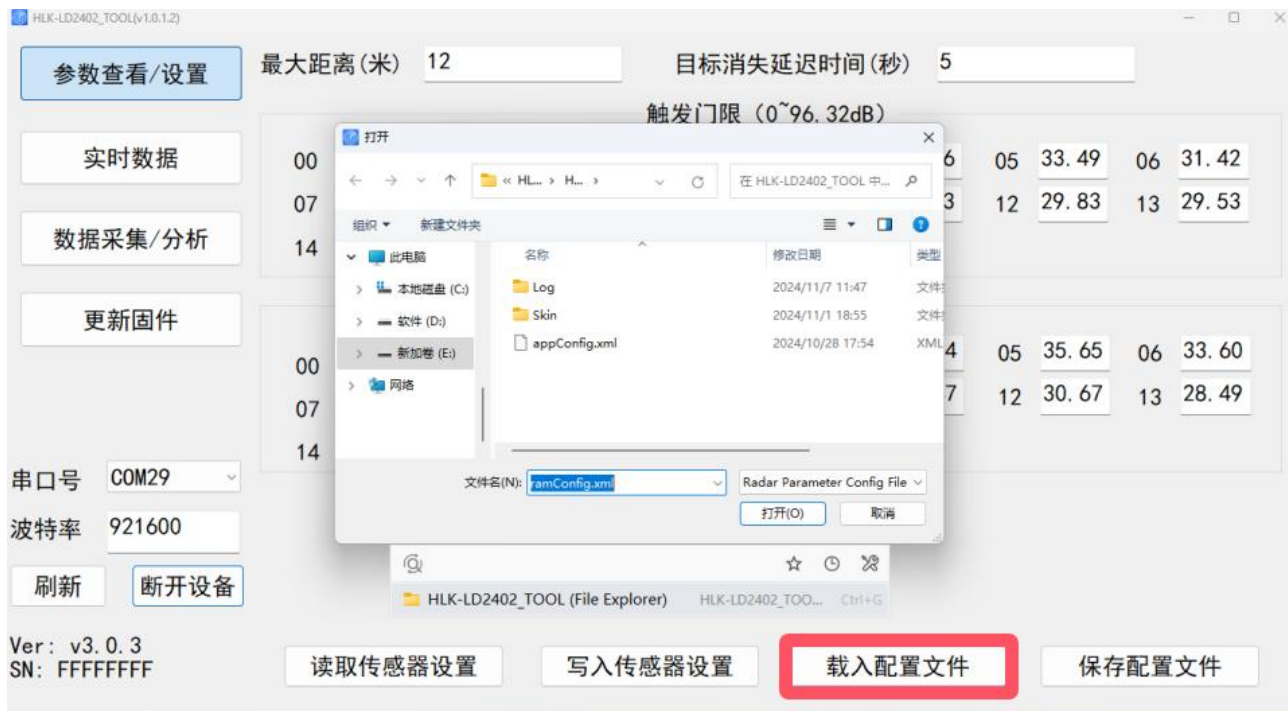 HLK-LD2402_TOOL(v1.0.1.2)
参数查看/设置
最大距离(米) 12 目标消失延迟时间(秒) 5
触发门限 (0~96.32dB)
实时数据
数据采集/分析
更新固件
00
07
14
6 05 33.49 06 31.42
3 12 29.83 13 29.53
00
07
14
4 05 35.65 06 33.60
7 12 30.67 13 28.49
打开
« HL... › H... ›
在 HLK-LD2402_TOOL 中...
组织 新建文件夹
此电脑
本地磁盘 (C:)
软件 (D:)
新加卷 (E:)
网络
名称 修改日期 类型
Log 2024/11/7 11:47 文件
Skin 2024/11/1 18:55 文件
appConfig.xml 2024/10/28 17:54 XML
文件名(N): ramConfig.xml Radar Parameter Config File
打开(O) 取消
HLK-LD2402_TOOL (File Explorer) HLK-LD2402_TOO... Ctrl+G
串口号 COM29
波特率 921600
刷新 断开设备
Ver: v3.0.3
SN: FFFFFFFF
读取传感器设置 写入传感器设置 载入配置文件 保存配置文件